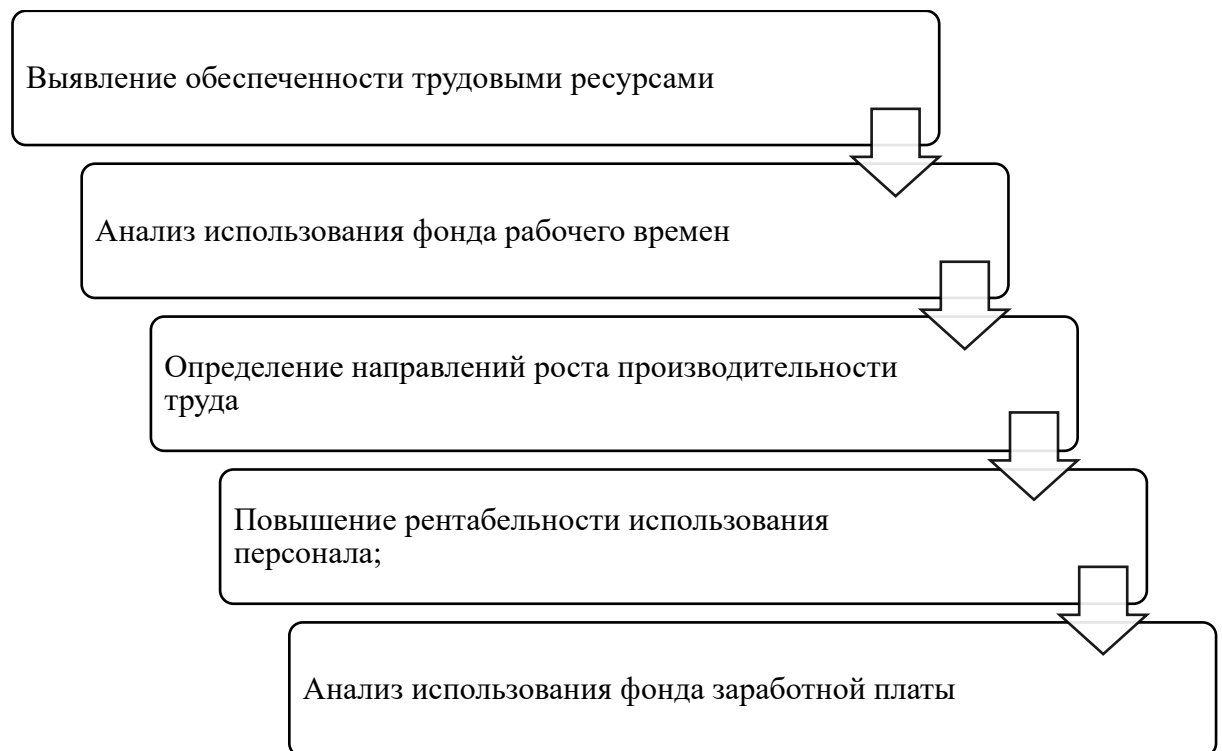 Выявление обеспеченности трудовыми ресурсами
Анализ использования фонда рабочего времен
Определение направлений роста производительности
труда
Повышение рентабельности использования
персонала;
Анализ использования фонда заработной платы